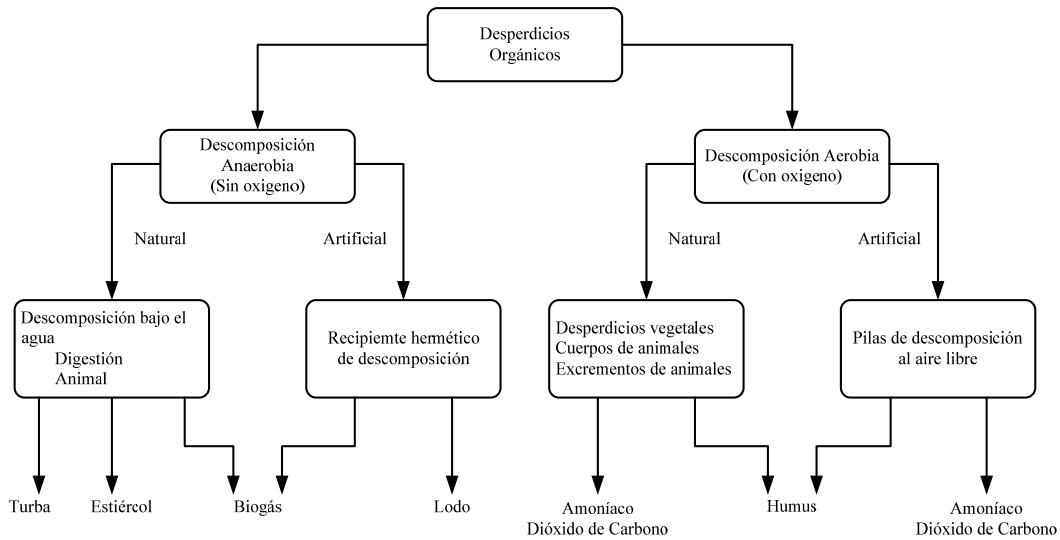 Desperdicios
Orgánicos
Descomposición
Anaerobia
(Sin oxigeno)
Descomposición Aerobia
(Con oxigeno)
Natural
Artificial
Natural
Artificial
Descomposición bajo el
agua
Digestión
Animal
Recipiemte hermético
de descomposición
Desperdicios vegetales
Cuerpos de animales
Excrementos de animales
Pilas de descomposición
al aire libre
Turba
Estiércol
Biogás
Lodo
Amoníaco
Dióxido de Carbono
Humus
Amoníaco
Dióxido de Carbono